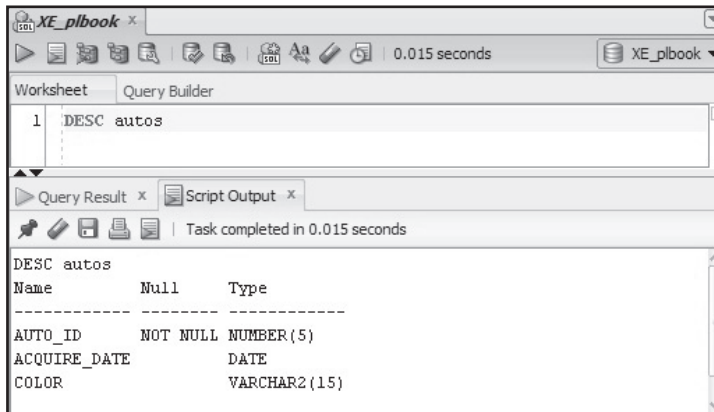 XE_plbook ×
0.015 seconds XE_plbook
Worksheet Query Builder
1 DESC autos
Query Result × Script Output ×
Task completed in 0.015 seconds
DESC autos
Name Null Type
------------ -------- ------------
AUTO_ID NOT NULL NUMBER(5)
ACQUIRE_DATE DATE
COLOR VARCHAR2(15)